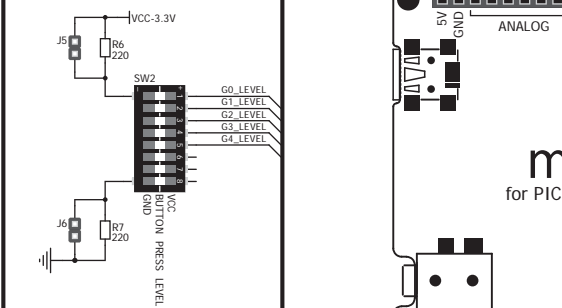 VCC-3.3V
J5
R6
220
SW2
+
1
2
3
4
5
6
7
8
G0_LEVEL
G1_LEVEL
G2_LEVEL
G3_LEVEL
G4_LEVEL
VCC
BUTTON PRESS LEVEL
GND
J6
R7
220
5V
GND
ANALOG
m
for PIC